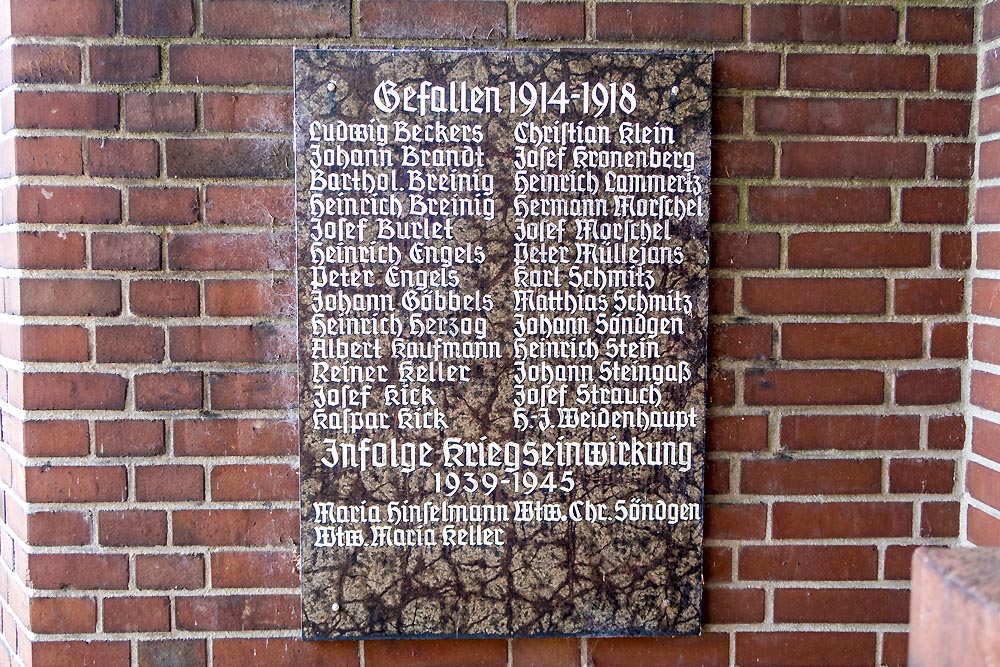 Gefallen 1914-1918
Ludwig Beckers
Johann Brandt
Barthol. Breinig
Heinrich Breinig
Josef Burlet
Heinrich Engels
Peter Engels
Johann Göbbels
Heinrich Herzog
Albert Kaufmann
Reiner Keller
Josef Kick
Kaspar Kick
Christian Klein
Josef Kronenberg
Heinrich Lammertz
Hermann Morschel
Josef Morschel
Peter Müllejans
Karl Schmitz
Matthias Schmitz
Johann Söndgen
Heinrich Stein
Johann Steingaß
Josef Strauch
H.-J. Weidenhaupt
Infolge Kriegseinwirkung
1939-1945
Maria Hinselmann Wtw. Chr. Söndgen
Wtw. Maria Keller